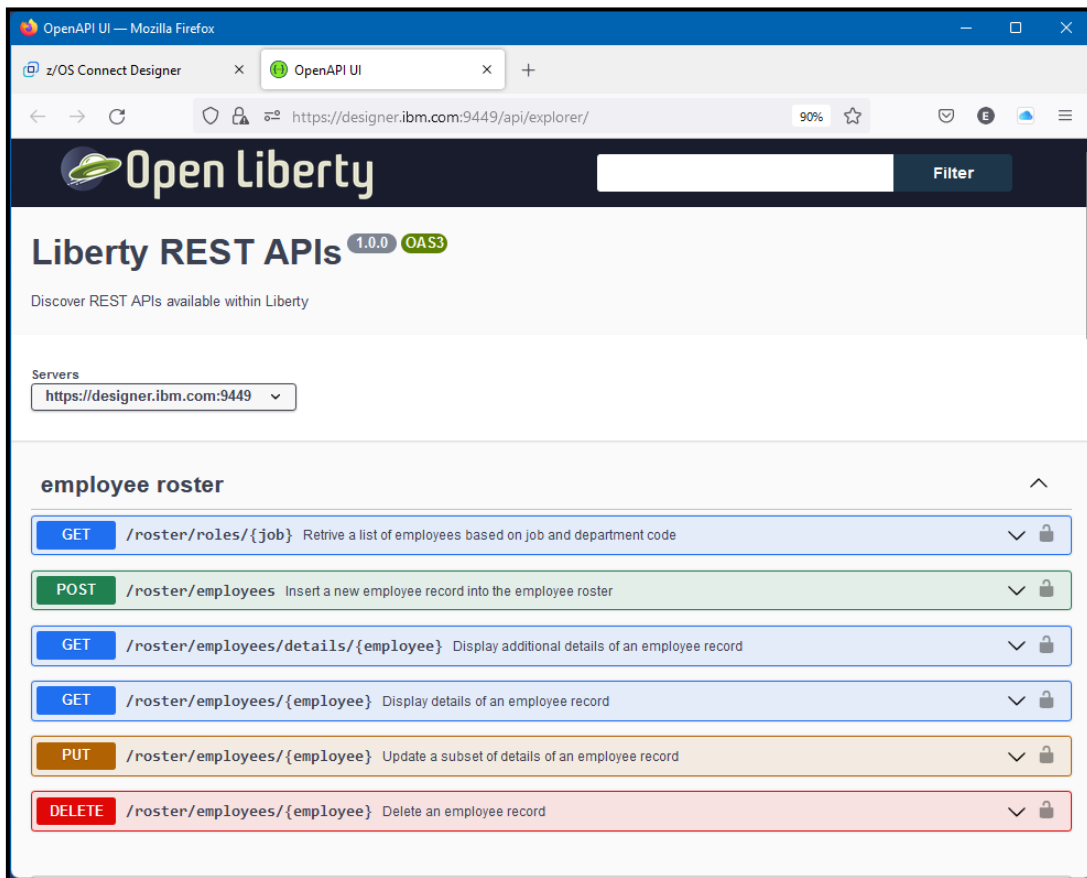 OpenAPI UI — Mozilla Firefox
z/OS Connect Designer
OpenAPI UI
https://designer.ibm.com:9449/api/explorer/
90%
E
Open Liberty
Filter
Liberty REST APIs 1.0.0 OAS3
Discover REST APIs available within Liberty
Servers
https://designer.ibm.com:9449
employee roster
GET /roster/roles/{job} Retrive a list of employees based on job and department code
POST /roster/employees Insert a new employee record into the employee roster
GET /roster/employees/details/{employee} Display additional details of an employee record
GET /roster/employees/{employee} Display details of an employee record
PUT /roster/employees/{employee} Update a subset of details of an employee record
DELETE /roster/employees/{employee} Delete an employee record